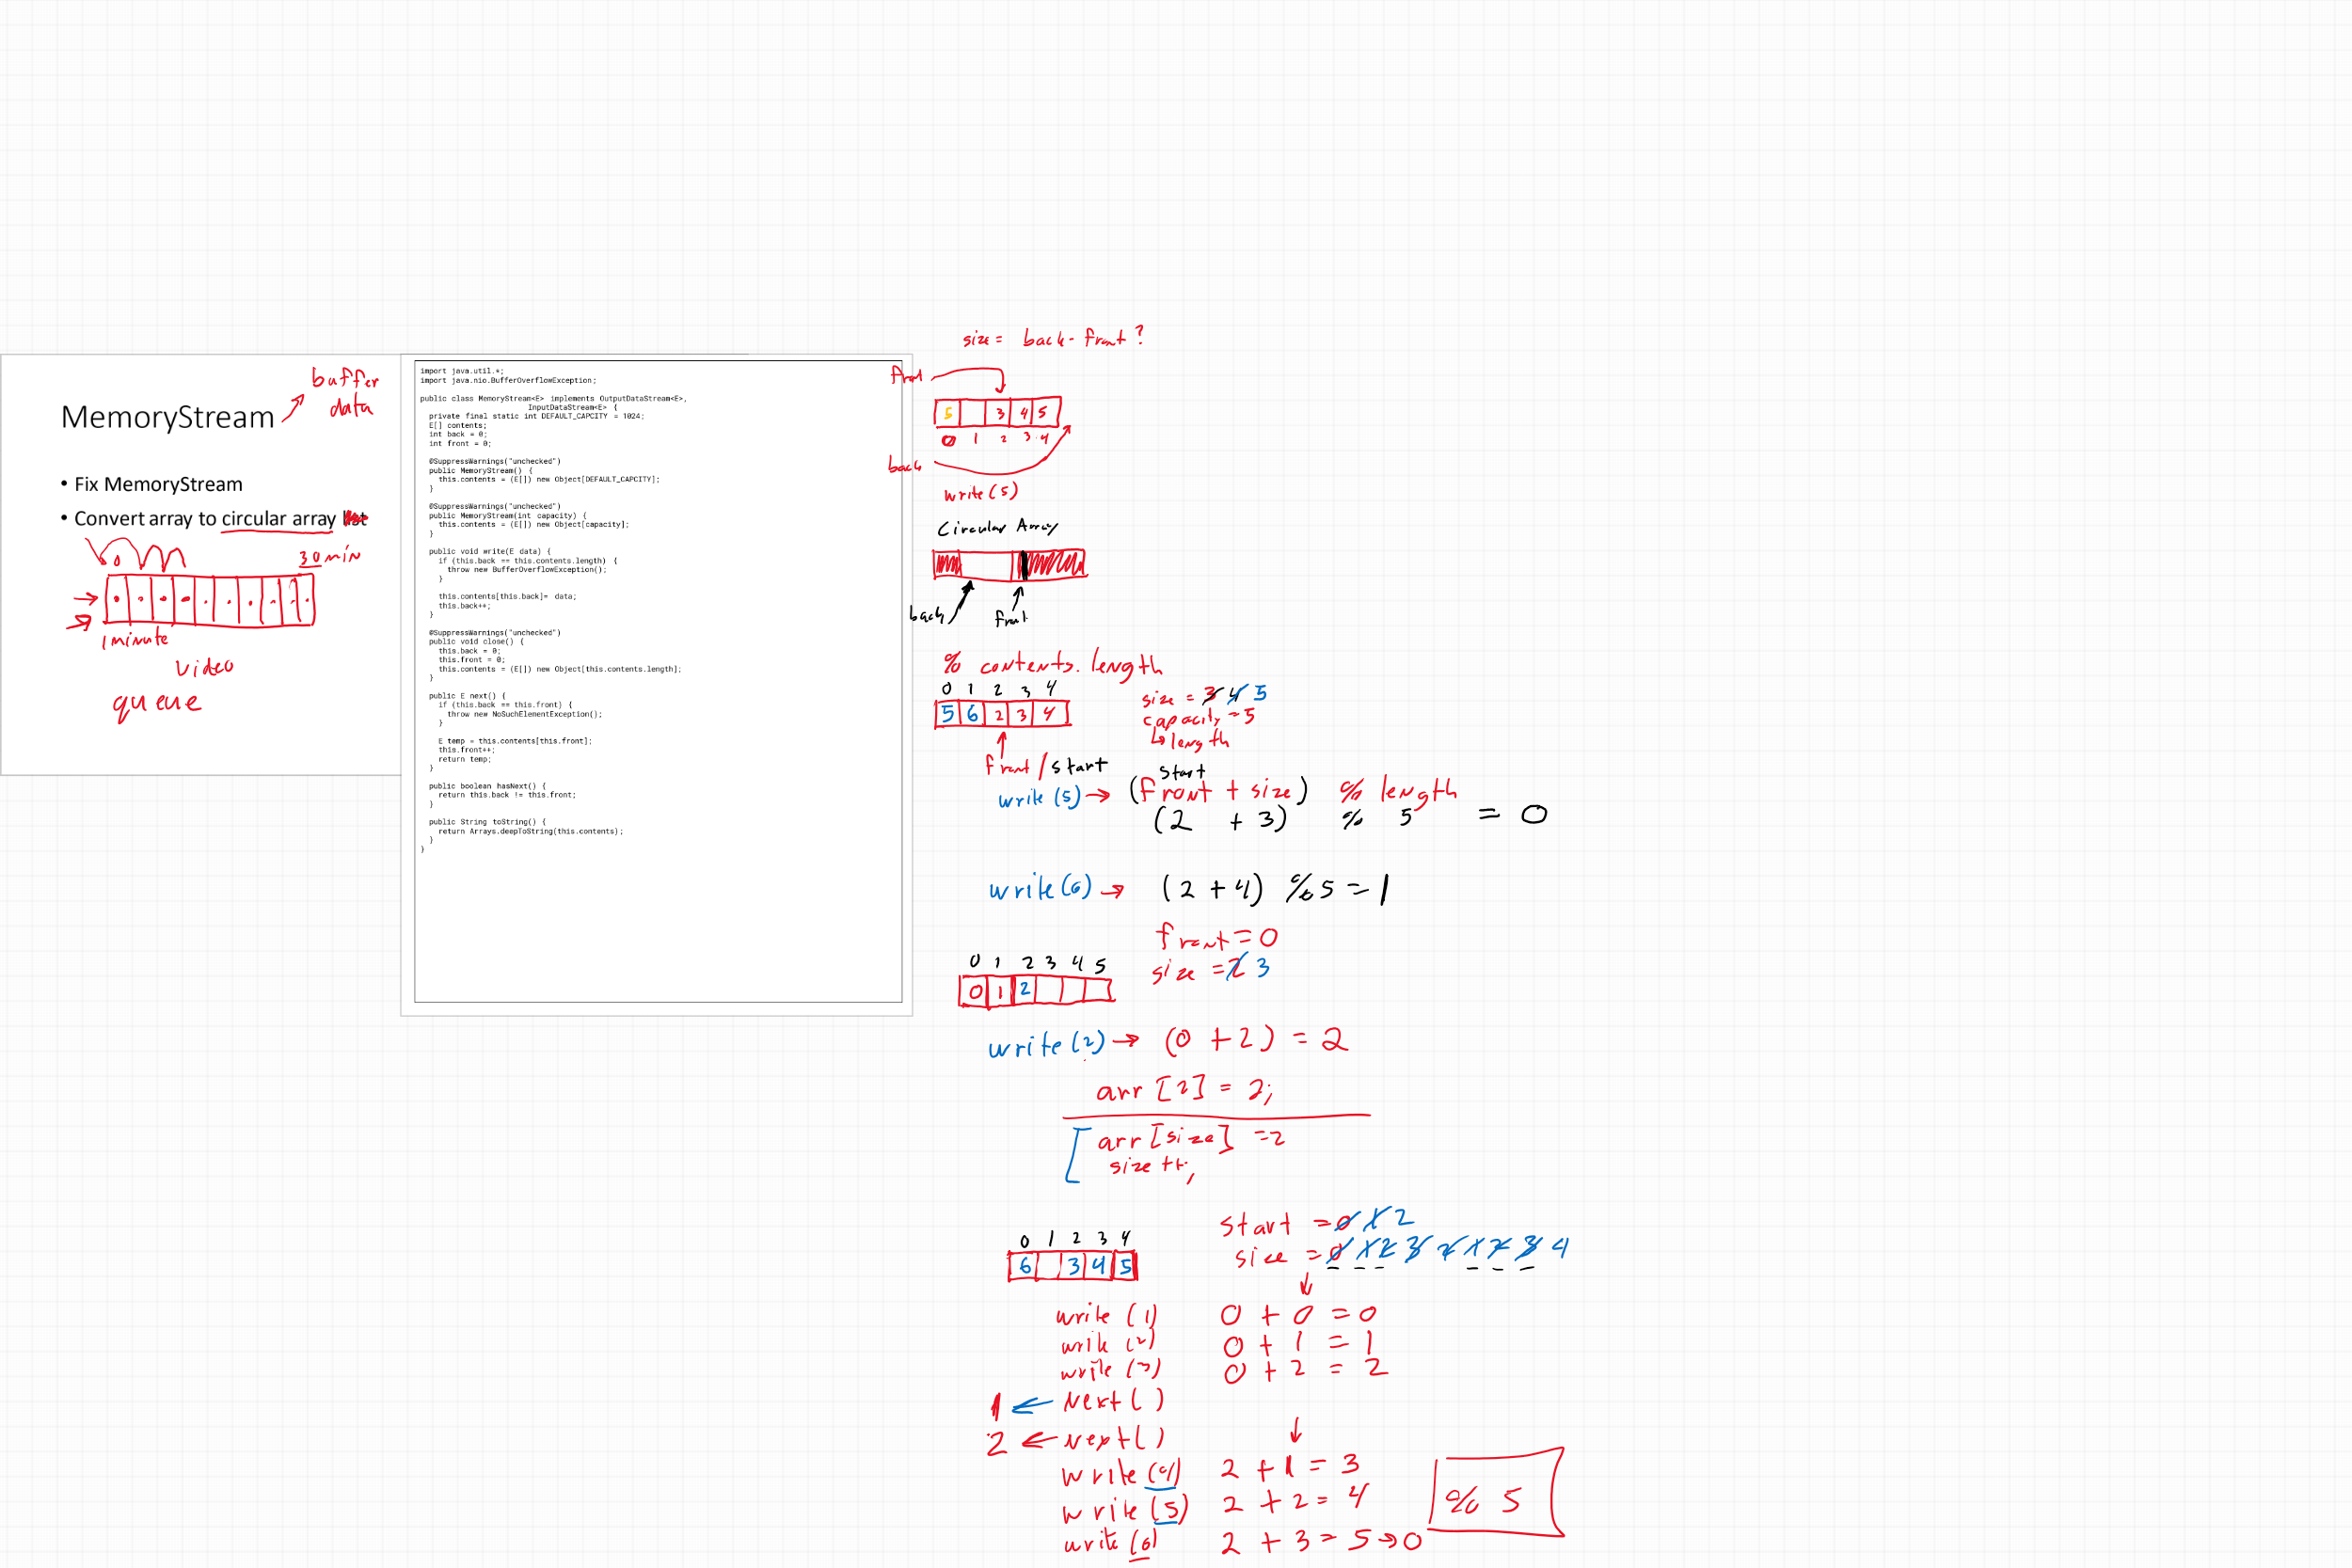 buffer
data
MemoryStream
• Fix MemoryStream
• Convert array to circular array list
0
30 min
1 minute
video
queue
import java.util.*;
import java.nio.BufferOverflowException;
public class MemoryStream<E> implements OutputDataStream<E>,
InputDataStream<E> {
private final static int DEFAULT_CAPCITY = 1024;
E[] contents;
int back = 0;
int front = 0;
@SuppressWarnings("unchecked")
public MemoryStream() {
this.contents = (E[]) new Object[DEFAULT_CAPCITY];
}
@SuppressWarnings("unchecked")
public MemoryStream(int capacity) {
this.contents = (E[]) new Object[capacity];
}
public void write(E data) {
if (this.back == this.contents.length) {
throw new BufferOverflowException();
}
this.contents[this.back]= data;
this.back++;
}
@SuppressWarnings("unchecked")
public void close() {
this.back = 0;
this.front = 0;
this.contents = (E[]) new Object[this.contents.length];
}
public E next() {
if (this.back == this.front) {
throw new NoSuchElementException();
}
E temp = this.contents[this.front];
this.front++;
return temp;
}
public boolean hasNext() {
return this.back != this.front;
}
public String toString() {
return Arrays.deepToString(this.contents);
}
}
size = back - front ?
front
5 3 4 5
0 1 2 3 4
back
write (5)
Circular Array
back front
% contents.length
0 1 2 3 4
5 6 2 3 4
size = 3 4 5
capacity = 5
↳ length
front / start
start
write (5) → (front + size) % length
(2 + 3) % 5 = 0
write (6) → (2 + 4) % 5 = 1
front = 0
size = 2 3
0 1 2 3 4 5
0 1 2
write (2) → (0 + 2) = 2
arr [2] = 2;
arr [size] = 2
size ++;
start = 0 1 2
size = 0 1 2 3 2 1 2 3 4
0 1 2 3 4
6 3 4 5
write (1) 0 + 0 = 0
write (2) 0 + 1 = 1
write (3) 0 + 2 = 2
1 ← Next ( )
2 ← Next ( )
write (4) 2 + 1 = 3
write (5) 2 + 2 = 4
write (6) 2 + 3 = 5 → 0
% 5